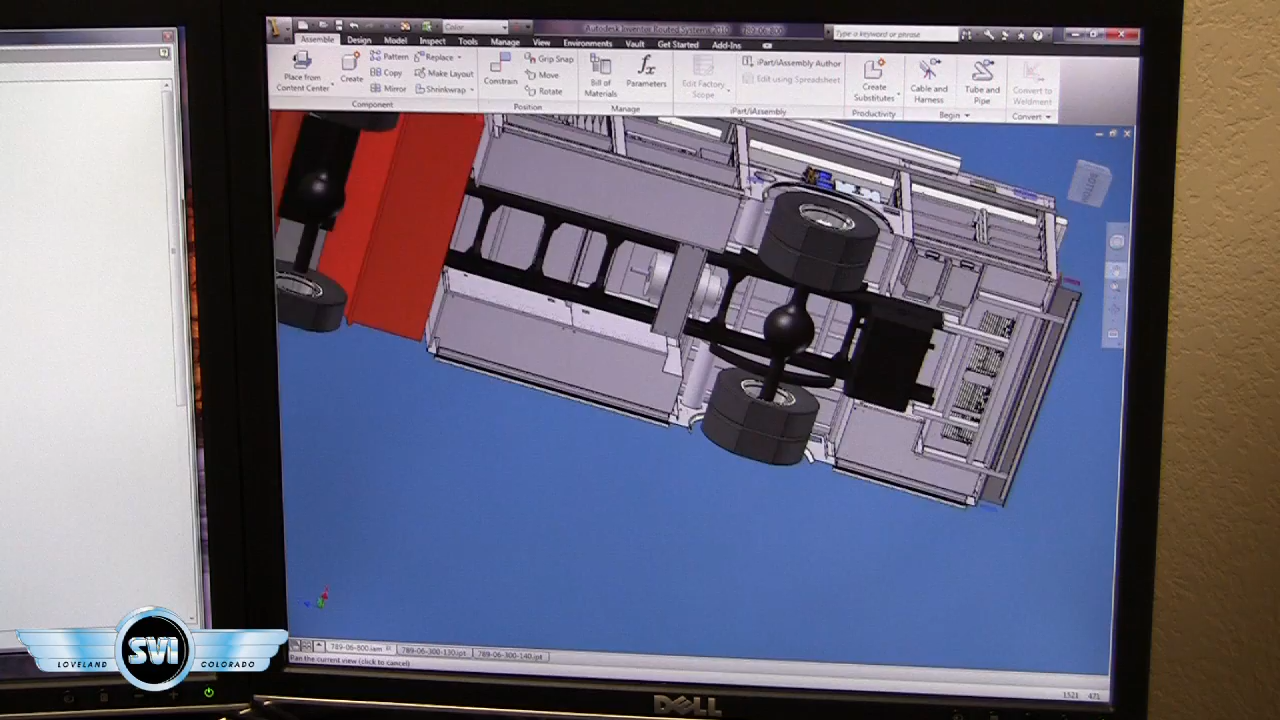 Color
Autodesk Inventor Routed Systems 2010
Type a keyword or phrase
Assemble Design Model Inspect Tools Manage View Environments Vault Get Started Add-Ins
Place from
Content Center
Create
Pattern
Copy
Mirror
Replace
Make Layout
Shrinkwrap
Constrain
Grip Snap
Move
Rotate
Bill of
Materials
Parameters
Edit Factory
Scope
iPart/iAssembly Author
Edit using Spreadsheet
Create
Substitutes
Cable and
Harness
Tube and
Pipe
Convert to
Weldment
Component Position Manage iPart/iAssembly Productivity Begin Convert
BOTTOM
789-06-800.iam 789-06-300-130.ipt 789-06-300-140.ipt
Pan the current view (click to cancel)
1521 471
SVI
LOVELAND COLORADO
DELL